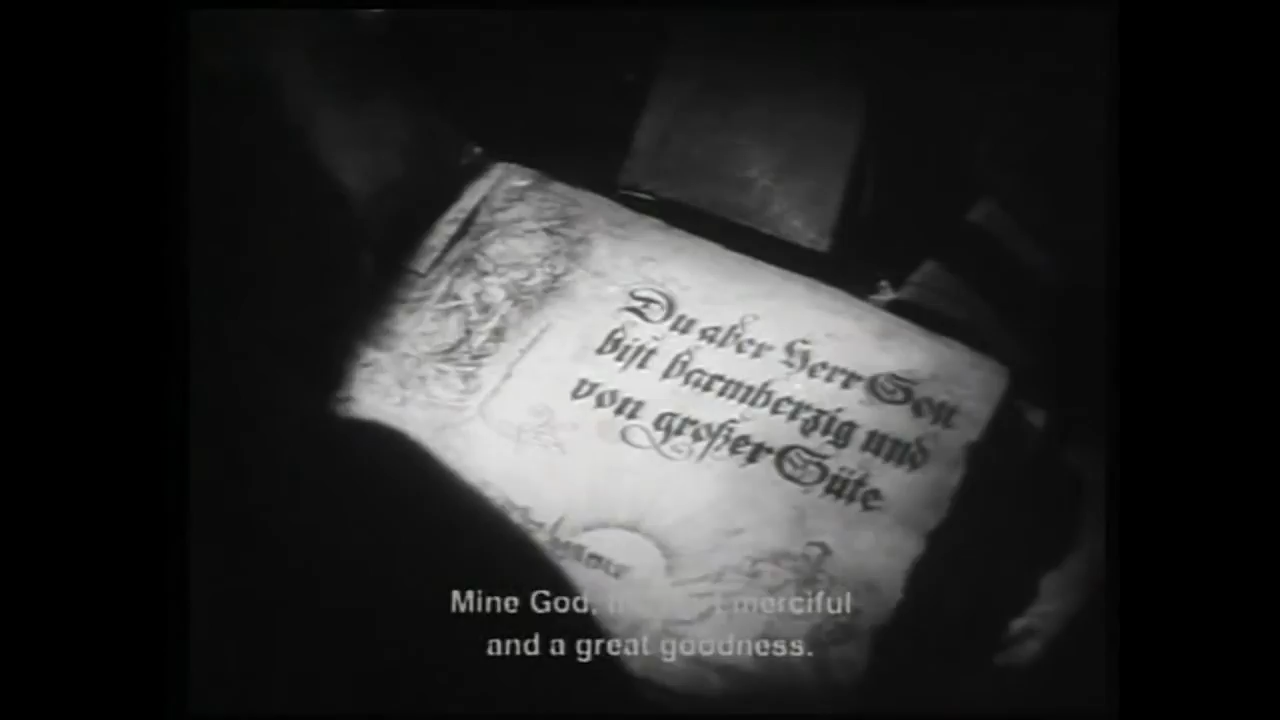 Du aber Herr Gott
bist barmherzig und
von großer Güte
Mine God, merciful
and a great goodness.